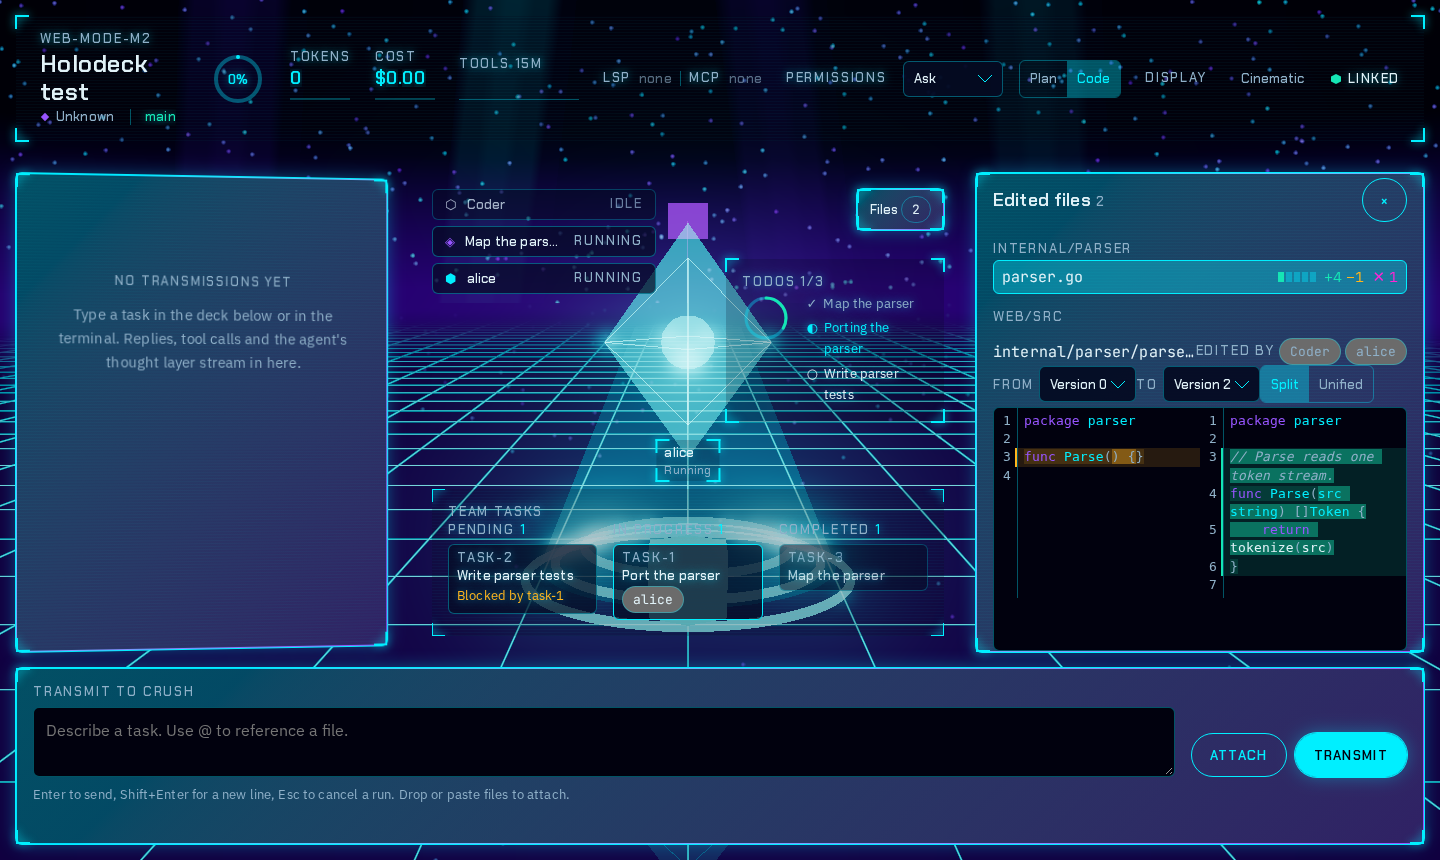 WEB-MODE-M2
Holodeck
test
Unknown main
0%
TOKENS
0
COST
$0.00
TOOLS 15M
LSP none MCP none
PERMISSIONS
Ask
Plan Code
DISPLAY
Cinematic
LINKED
NO TRANSMISSIONS YET
Type a task in the deck below or in the
terminal. Replies, tool calls and the agent's
thought layer stream in here.
Coder IDLE
Map the pars... RUNNING
alice RUNNING
Files 2
TODOS 1/3
✓ Map the parser
Porting the
parser
Write parser
tests
alice
Running
TEAM TASKS
PENDING 1
COMPLETED 1
TASK-2
Write parser tests
Blocked by task-1
TASK-1
Port the parser
alice
TASK-3
Map the parser
Edited files 2
×
INTERNAL/PARSER
parser.go +4 −1 ✕ 1
WEB/SRC
internal/parser/parse… EDITED BY Coder alice
FROM Version 0 TO Version 2 Split Unified
1 package parser
2
3 func Parse() {}
4
1 package parser
2
3 // Parse reads one
token stream.
4 func Parse(src
string) []Token {
5 return
tokenize(src)
6 }
7
TRANSMIT TO CRUSH
Describe a task. Use @ to reference a file.
ATTACH
TRANSMIT
Enter to send, Shift+Enter for a new line, Esc to cancel a run. Drop or paste files to attach.